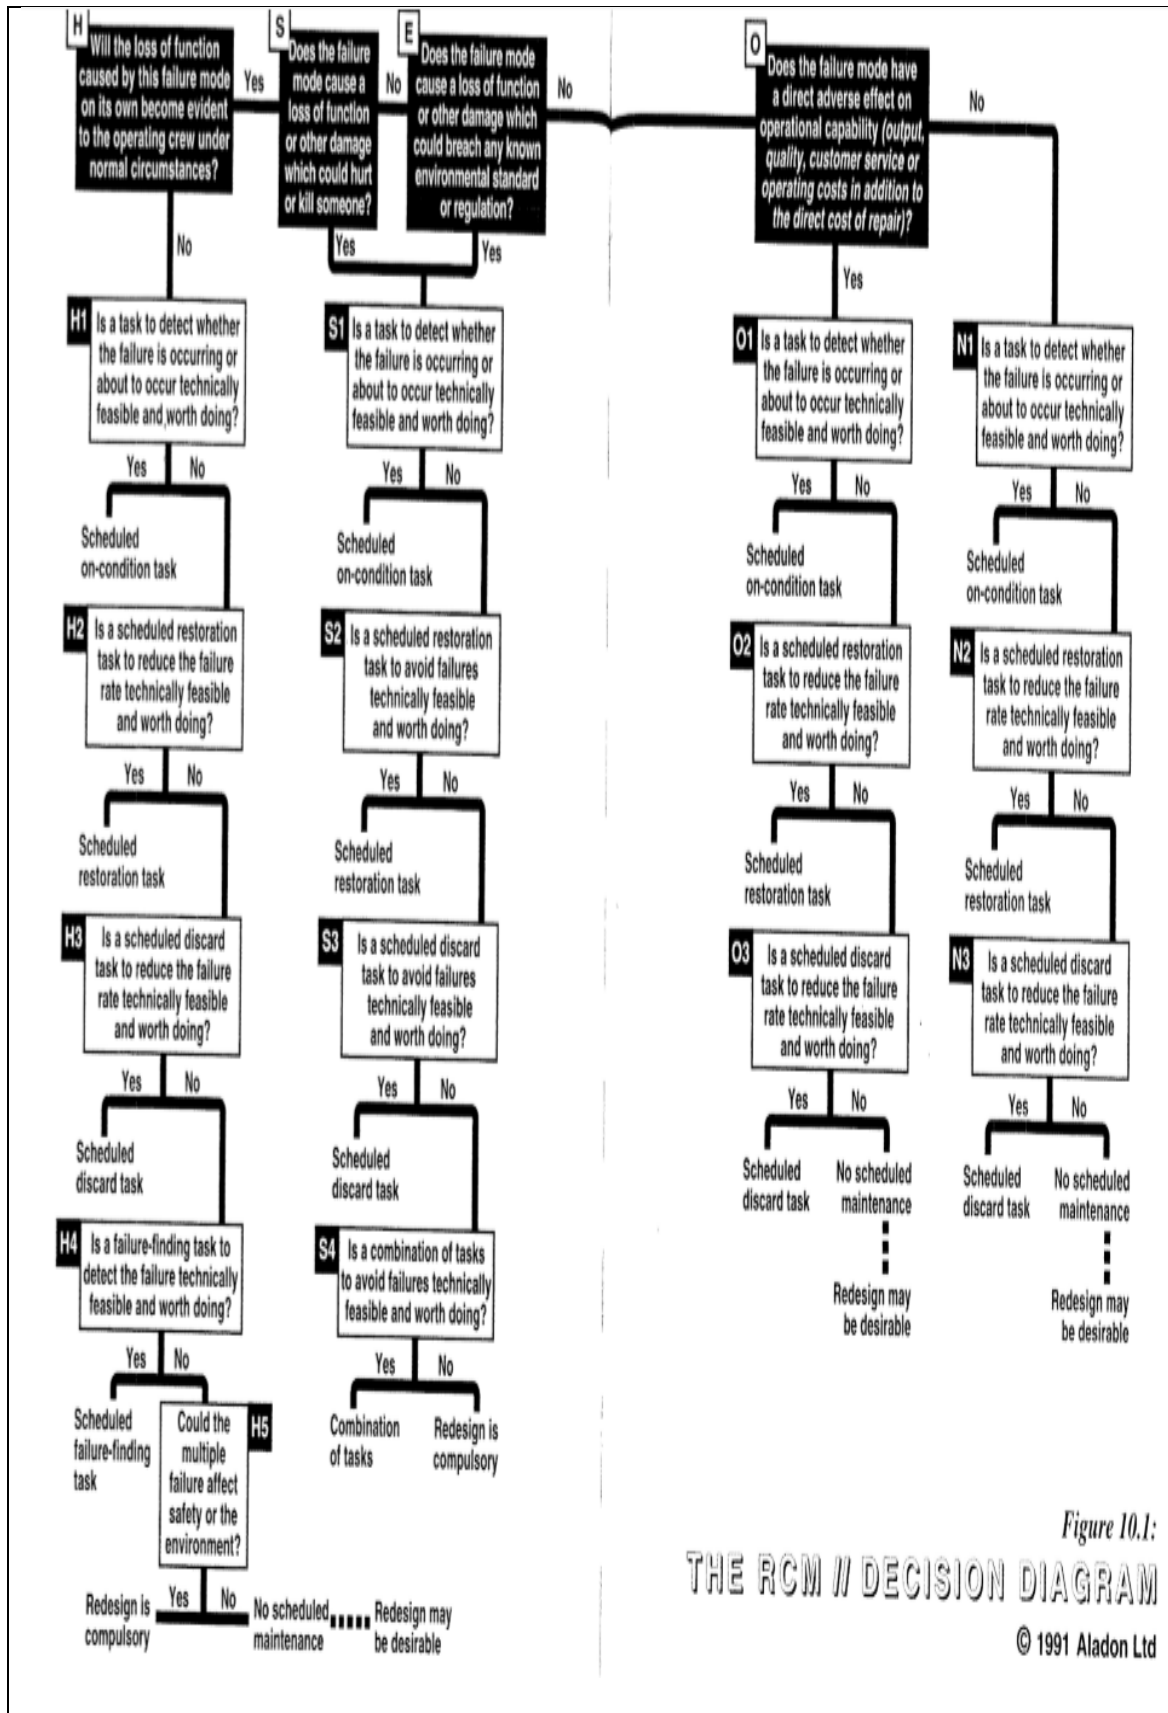 H
Will the loss of function
caused by this failure mode
on its own become evident
to the operating crew under
normal circumstances?
Yes
No
S
Does the failure
mode cause a
loss of function
or other damage
which could hurt
or kill someone?
No
Yes
E
Does the failure mode
cause a loss of function
or other damage which
could breach any known
environmental standard
or regulation?
No
Yes
O
Does the failure mode have
a direct adverse effect on
operational capability (output,
quality, customer service or
operating costs in addition to
the direct cost of repair)?
No
Yes
H1
Is a task to detect whether
the failure is occurring or
about to occur technically
feasible and worth doing?
Yes No
Scheduled
on-condition task
H2
Is a scheduled restoration
task to reduce the failure
rate technically feasible
and worth doing?
Yes No
Scheduled
restoration task
H3
Is a scheduled discard
task to reduce the failure
rate technically feasible
and worth doing?
Yes No
Scheduled
discard task
H4
Is a failure-finding task to
detect the failure technically
feasible and worth doing?
Yes No
Scheduled
failure-finding
task
H5
Could the
multiple
failure affect
safety or the
environment?
Yes No
Redesign is
compulsory
No scheduled
maintenance
Redesign may
be desirable
S1
Is a task to detect whether
the failure is occurring or
about to occur technically
feasible and worth doing?
Yes No
Scheduled
on-condition task
S2
Is a scheduled restoration
task to avoid failures
technically feasible
and worth doing?
Yes No
Scheduled
restoration task
S3
Is a scheduled discard
task to avoid failures
technically feasible
and worth doing?
Yes No
Scheduled
discard task
S4
Is a combination of tasks
to avoid failures technically
feasible and worth doing?
Yes No
Combination
of tasks
Redesign is
compulsory
O1
Is a task to detect whether
the failure is occurring or
about to occur technically
feasible and worth doing?
Yes No
Scheduled
on-condition task
O2
Is a scheduled restoration
task to reduce the failure
rate technically feasible
and worth doing?
Yes No
Scheduled
restoration task
O3
Is a scheduled discard
task to reduce the failure
rate technically feasible
and worth doing?
Yes No
Scheduled
discard task
No scheduled
maintenance
Redesign may
be desirable
N1
Is a task to detect whether
the failure is occurring or
about to occur technically
feasible and worth doing?
Yes No
Scheduled
on-condition task
N2
Is a scheduled restoration
task to reduce the failure
rate technically feasible
and worth doing?
Yes No
Scheduled
restoration task
N3
Is a scheduled discard
task to reduce the failure
rate technically feasible
and worth doing?
Yes No
Scheduled
discard task
No scheduled
maintenance
Redesign may
be desirable
Figure 10.1:
THE RCM II DECISION DIAGRAM
© 1991 Aladon Ltd